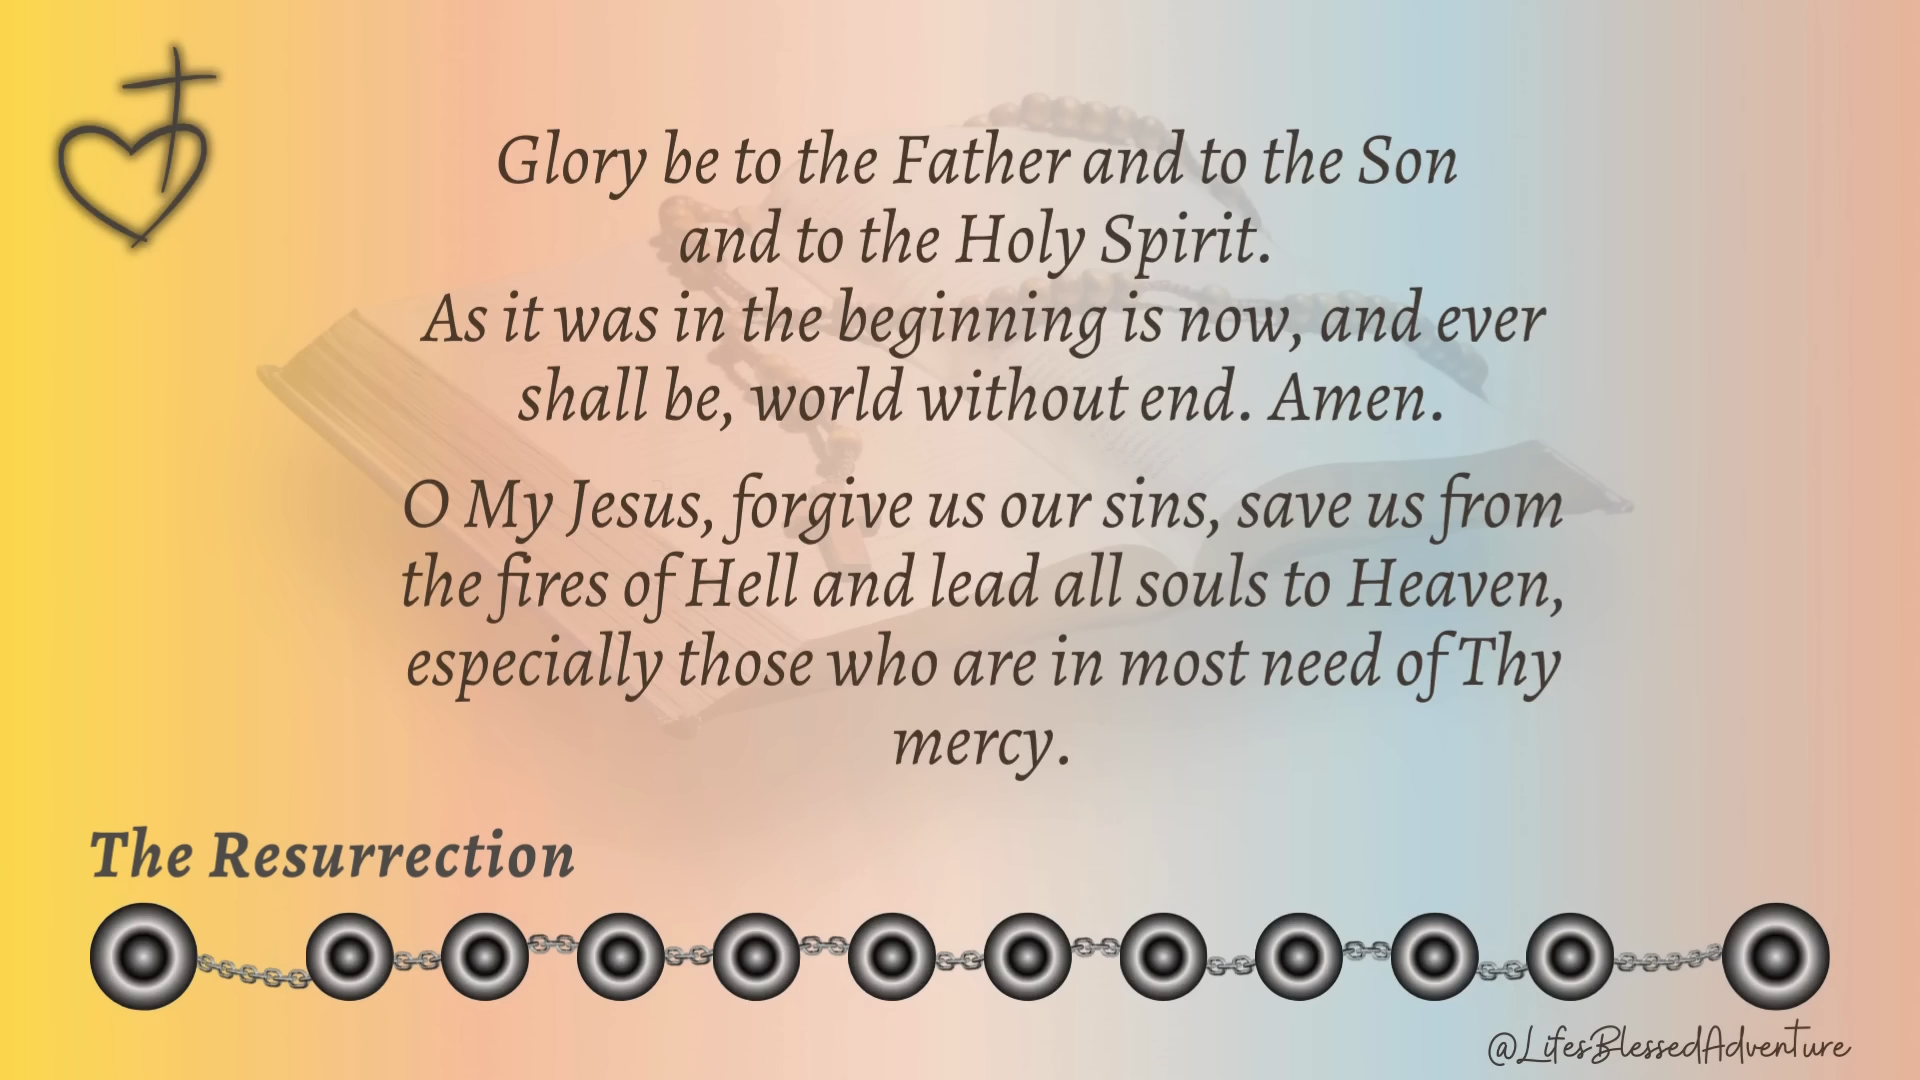 Glory be to the Father and to the Son
and to the Holy Spirit.
As it was in the beginning is now, and ever
shall be, world without end. Amen.
O My Jesus, forgive us our sins, save us from
the fires of Hell and lead all souls to Heaven,
especially those who are in most need of Thy
mercy.
The Resurrection
@LifesBlessedAdventure